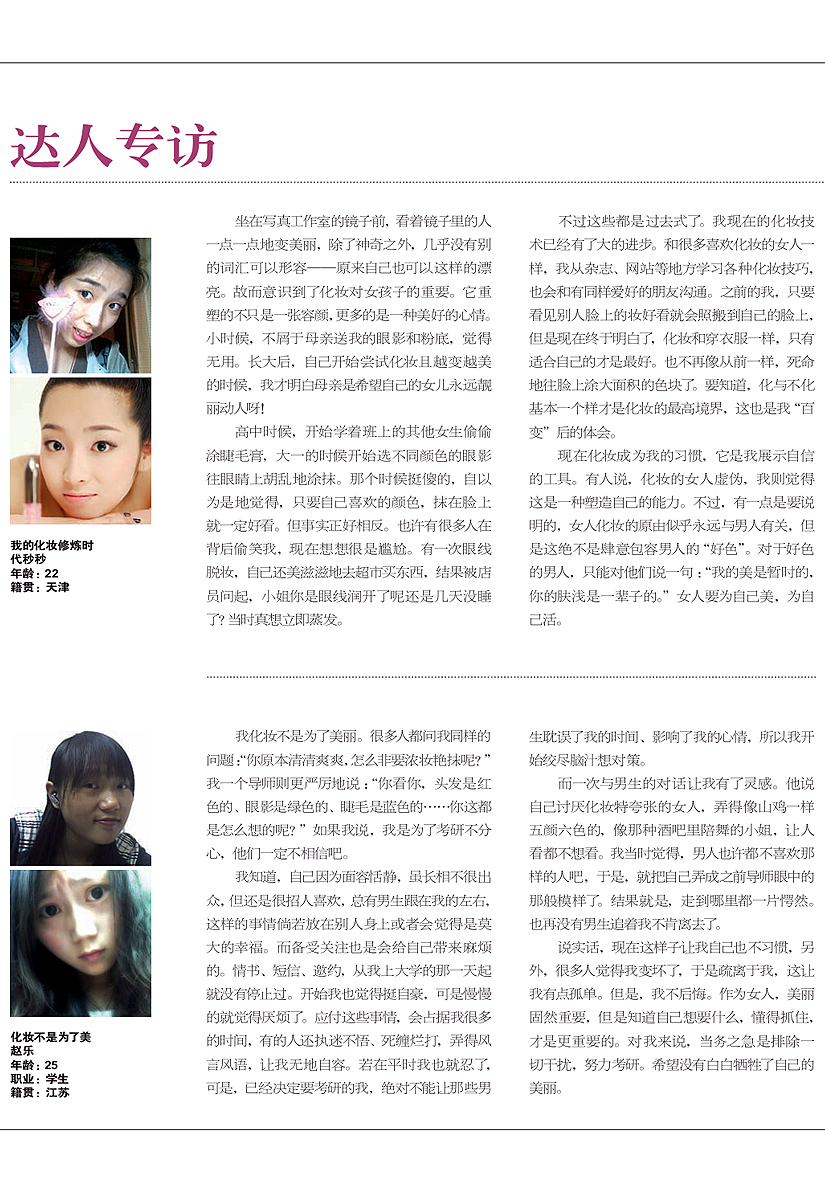 达人专访
我的化妆修炼时
代秒秒
年龄：22
籍贯：天津
坐在写真工作室的镜子前，看着镜子里的人
一点一点地变美丽，除了神奇之外，几乎没有别
的词汇可以形容——原来自己也可以这样的漂
亮。故而意识到了化妆对女孩子的重要。它重
塑的不只是一张容颜，更多的是一种美好的心情。
小时候，不屑于母亲送我的眼影和粉底，觉得
无用。长大后，自己开始尝试化妆且越变越美
的时候，我才明白母亲是希望自己的女儿永远靓
丽动人呀！
高中时候，开始学着班上的其他女生偷偷
涂睫毛膏，大一的时候开始选不同颜色的眼影
往眼睛上胡乱地涂抹。那个时候挺傻的，自以
为是地觉得，只要自己喜欢的颜色，抹在脸上
就一定好看。但事实正好相反。也许有很多人在
背后偷笑我，现在想想很是尴尬。有一次眼线
脱妆，自己还美滋滋地去超市买东西，结果被店
员问起，小姐你是眼线润开了呢还是几天没睡
了？当时真想立即蒸发。
不过这些都是过去式了。我现在的化妆技
术已经有了大的进步。和很多喜欢化妆的女人一
样，我从杂志、网站等地方学习各种化妆技巧，
也会和有同样爱好的朋友沟通。之前的我，只要
看见别人脸上的妆好看就会照搬到自己的脸上，
但是现在终于明白了，化妆和穿衣服一样，只有
适合自己的才是最好。也不再像从前一样，死命
地往脸上涂大面积的色块了。要知道，化与不化
基本一个样才是化妆的最高境界，这也是我“百
变”后的体会。
现在化妆成为我的习惯，它是我展示自信
的工具。有人说，化妆的女人虚伪，我则觉得
这是一种塑造自己的能力。不过，有一点是要说
明的，女人化妆的原由似乎永远与男人有关，但
是这绝不是肆意包容男人的“好色”。对于好色
的男人，只能对他们说一句：“我的美是暂时的，
你的肤浅是一辈子的。”女人要为自己美，为自
己活。
化妆不是为了美
赵乐
年龄：25
职业：学生
籍贯：江苏
我化妆不是为了美丽。很多人都问我同样的
问题：“你原本清清爽爽，怎么非要浓妆艳抹呢？”
我一个导师则更严厉地说：“你看你，头发是红
色的、眼影是绿色的、睫毛是蓝色的……你这都
是怎么想的呢？”如果我说，我是为了考研不分
心，他们一定不相信吧。
我知道，自己因为面容恬静，虽长相不很出
众，但还是很招人喜欢，总有男生跟在我的左右，
这样的事情倘若放在别人身上或者会觉得是莫
大的幸福。而备受关注也是会给自己带来麻烦
的。情书、短信、邀约，从我上大学的那一天起
就没有停止过。开始我也觉得挺自豪，可是慢慢
的就觉得厌烦了。应付这些事情，会占据我很多
的时间，有的人还执迷不悟、死缠烂打，弄得风
言风语，让我无地自容。若在平时我也就忍了，
可是，已经决定要考研的我，绝对不能让那些男
生耽误了我的时间、影响了我的心情，所以我开
始绞尽脑汁想对策。
而一次与男生的对话让我有了灵感。他说
自己讨厌化妆特夸张的女人，弄得像山鸡一样
五颜六色的，像那种酒吧里陪舞的小姐，让人
看都不想看。我当时觉得，男人也许都不喜欢那
样的人吧，于是，就把自己弄成之前导师眼中的
那般模样了。结果就是，走到哪里都一片愕然。
也再没有男生追着我不肯离去了。
说实话，现在这样子让我自己也不习惯，另
外，很多人觉得我变坏了，于是疏离于我，这让
我有点孤单。但是，我不后悔。作为女人，美丽
固然重要，但是知道自己想要什么，懂得抓住，
才是更重要的。对我来说，当务之急是排除一
切干扰，努力考研。希望没有白白牺牲了自己的
美丽。